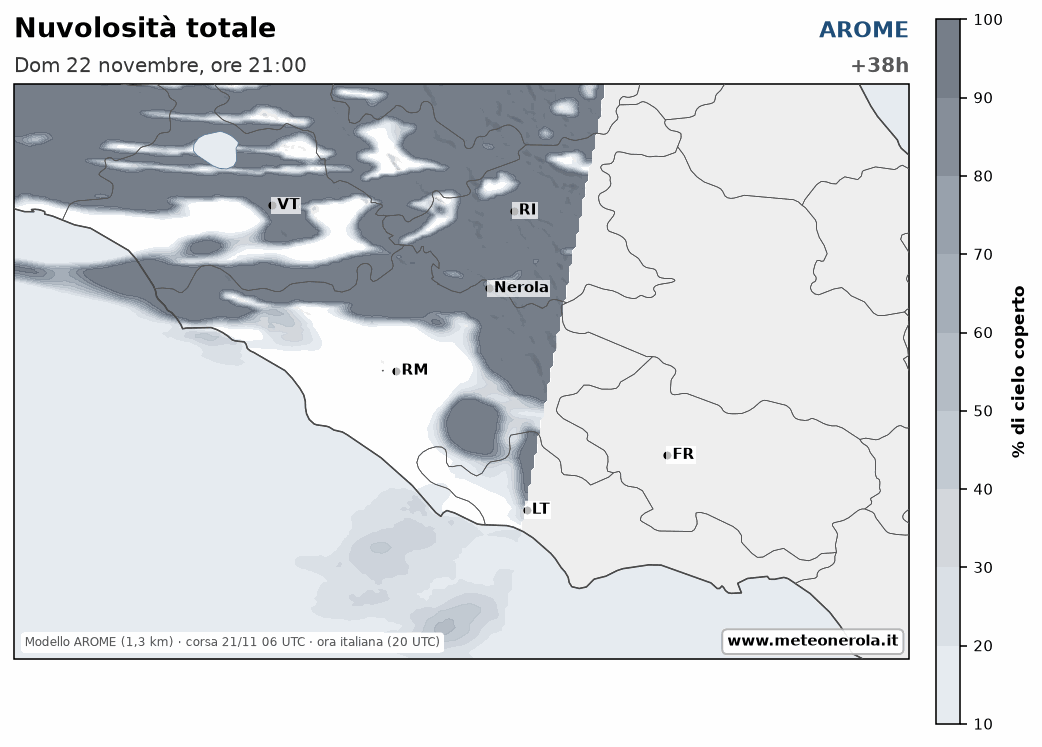 Nuvolosità totale
AROME
Dom 22 novembre, ore 21:00
+38h
100
90
80
70
60
50
40
30
20
10
% di cielo coperto
VT
RI
Nerola
RM
FR
LT
Modello AROME (1,3 km) · corsa 21/11 06 UTC · ora italiana (20 UTC)
www.meteonerola.it